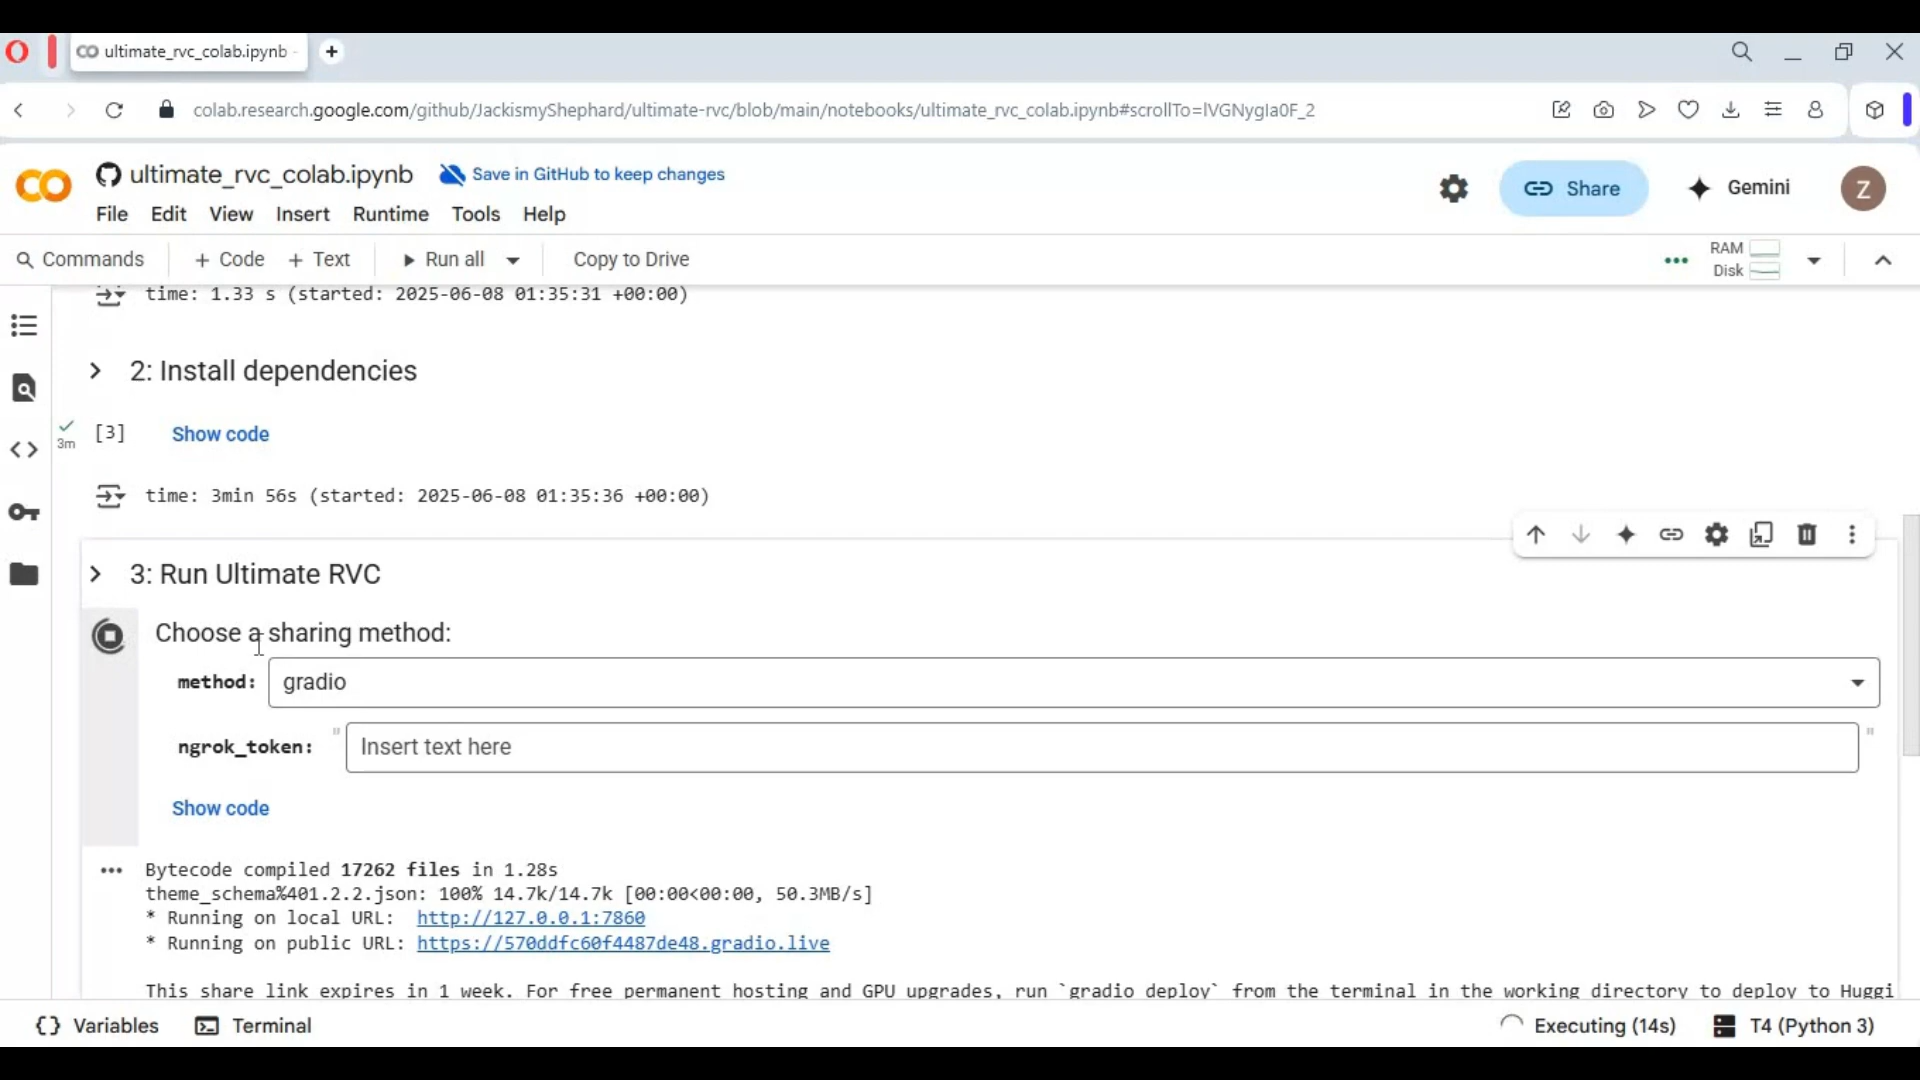 ultimate_rvc_colab.ipynb -
colab.research.google.com/github/JackismyShephard/ultimate-rvc/blob/main/notebooks/ultimate_rvc_colab.ipynb#scrollTo=lVGNygIa0F_2
ultimate_rvc_colab.ipynb
Save in GitHub to keep changes
File Edit View Insert Runtime Tools Help
Share
Gemini
Z
Commands
+ Code + Text
Run all
Copy to Drive
RAM
Disk
time: 1.33 s (started: 2025-06-08 01:35:31 +00:00)
2: Install dependencies
3m
[3]
Show code
time: 3min 56s (started: 2025-06-08 01:35:36 +00:00)
3: Run Ultimate RVC
Choose a sharing method:
method: gradio
ngrok_token: " Insert text here "
Show code
Bytecode compiled 17262 files in 1.28s
theme_schema%401.2.2.json: 100% 14.7k/14.7k [00:00<00:00, 50.3MB/s]
* Running on local URL: http://127.0.0.1:7860
* Running on public URL: https://570ddfc60f4487de48.gradio.live
This share link expires in 1 week. For free permanent hosting and GPU upgrades, run `gradio deploy` from the terminal in the working directory to deploy to Huggi
Variables
Terminal
Executing (14s)
T4 (Python 3)